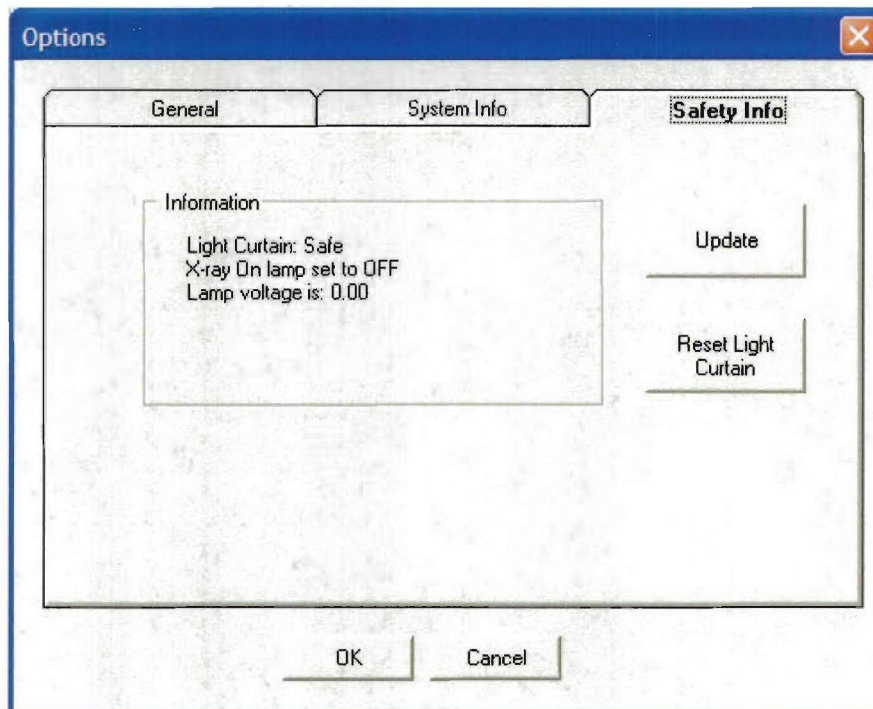 Options
General
System Info
Safety Info
Information
Light Curtain: Safe
X-ray On lamp set to OFF
Lamp voltage is: 0.00
Update
Reset Light
Curtain
OK
Cancel